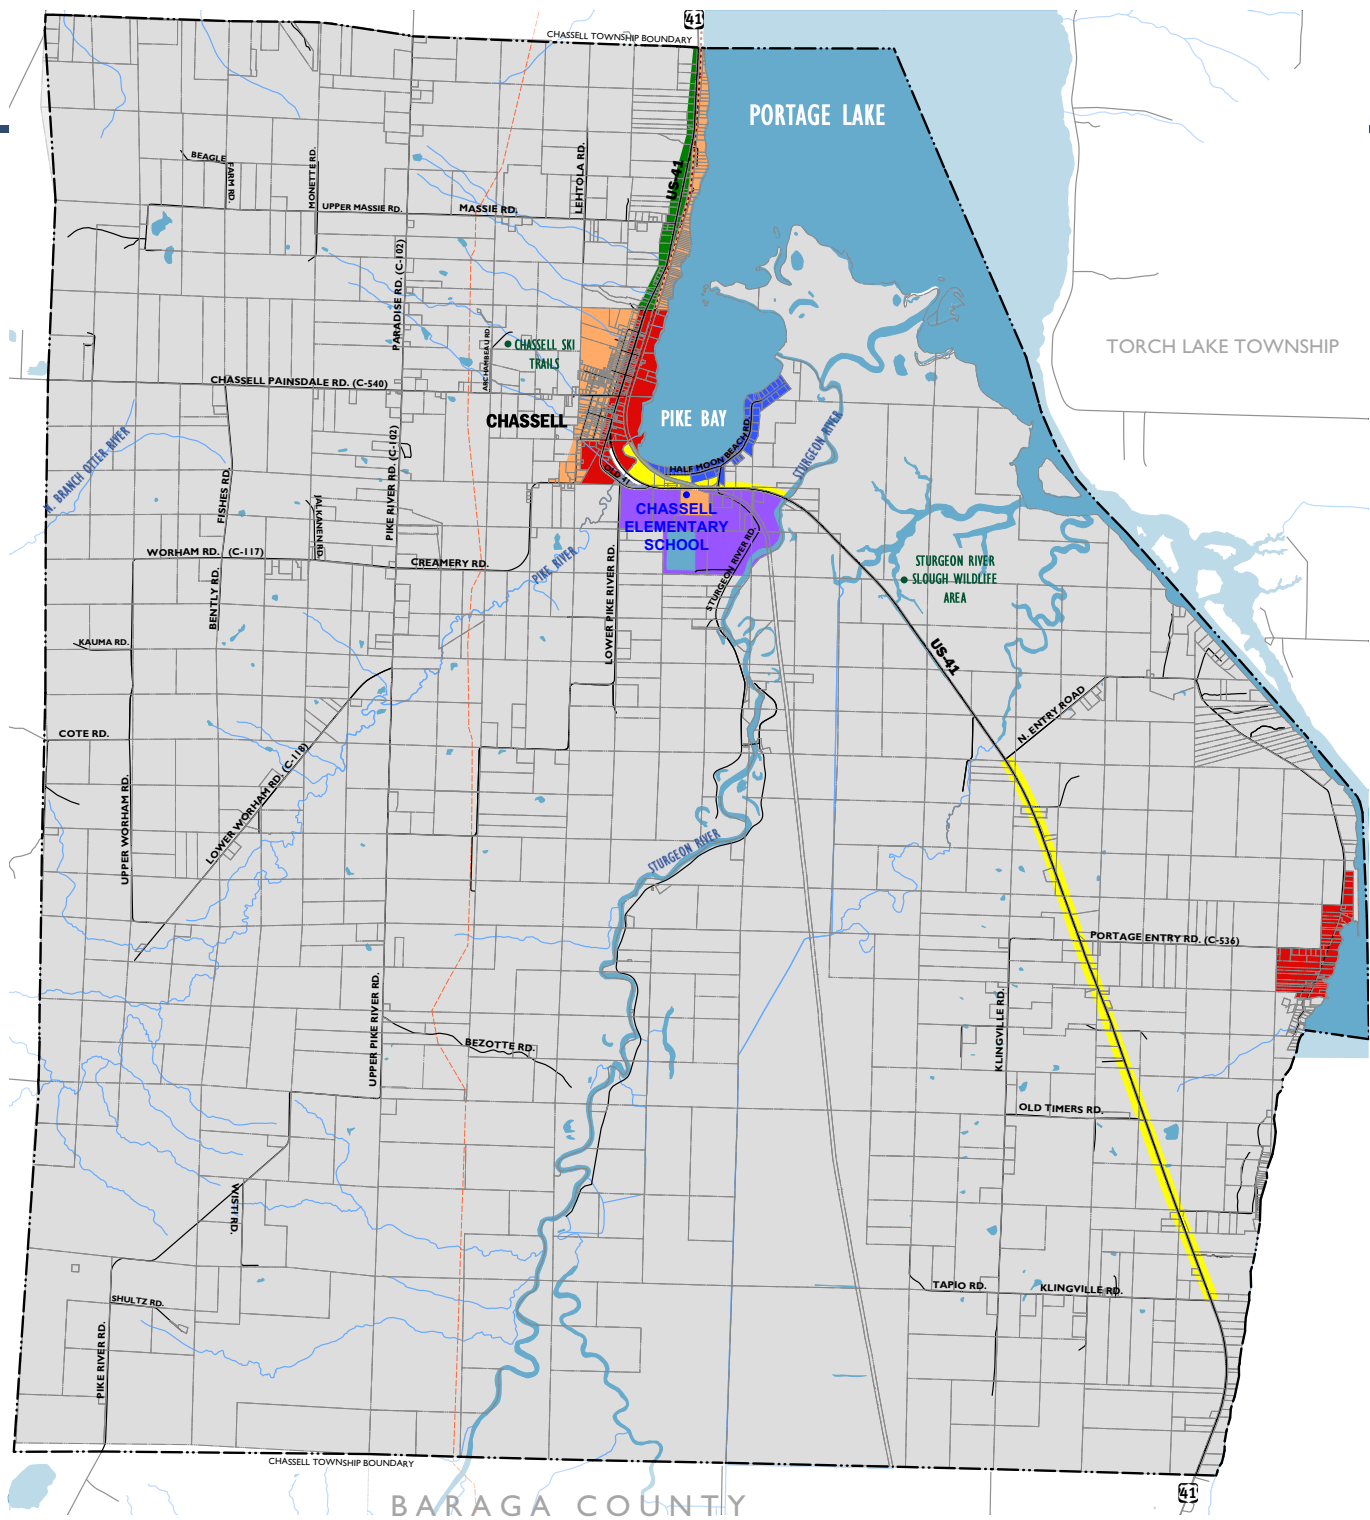 41
CHASSELL TOWNSHIP BOUNDARY
PORTAGE LAKE
BEAGLE
FARM RD.
MONETTE RD.
LEHTOLA RD.
US-41
UPPER MASSIE RD.
MASSIE RD.
PARADISE RD. (C-102)
ARCHAMBEAU RD
CHASSELL SKI
TRAILS
TORCH LAKE TOWNSHIP
CHASSELL PAINSDALE RD. (C-540)
CHASSELL
PIKE BAY
HALF MOON BEACH RD.
STURGEON RIVER
N. BRANCH OTTER RIVER
FISHES RD.
JALKANEN RD.
PIKE RIVER RD. (C-102)
OLD 41
CHASSELL
ELEMENTARY
SCHOOL
WORHAM RD. (C-117)
CREAMERY RD.
PIKE RIVER
LOWER PIKE RIVER RD.
STURGEON RIVER RD.
STURGEON RIVER
SLOUGH WILDLIFE
AREA
BENTLY RD.
KAUMA RD.
US-41
N. ENTRY ROAD
COTE RD.
UPPER WORHAM RD.
LOWER WORHAM RD. (C-118)
STURGEON RIVER
PORTAGE ENTRY RD. (C-536)
UPPER PIKE RIVER RD.
KLINGVILLE RD.
BEZOTTE RD.
OLD TIMERS RD.
WISTI RD.
TAPIO RD.
KLINGVILLE RD.
SHULTZ RD.
PIKE RIVER RD.
CHASSELL TOWNSHIP BOUNDARY
41
BARAGA COUNTY